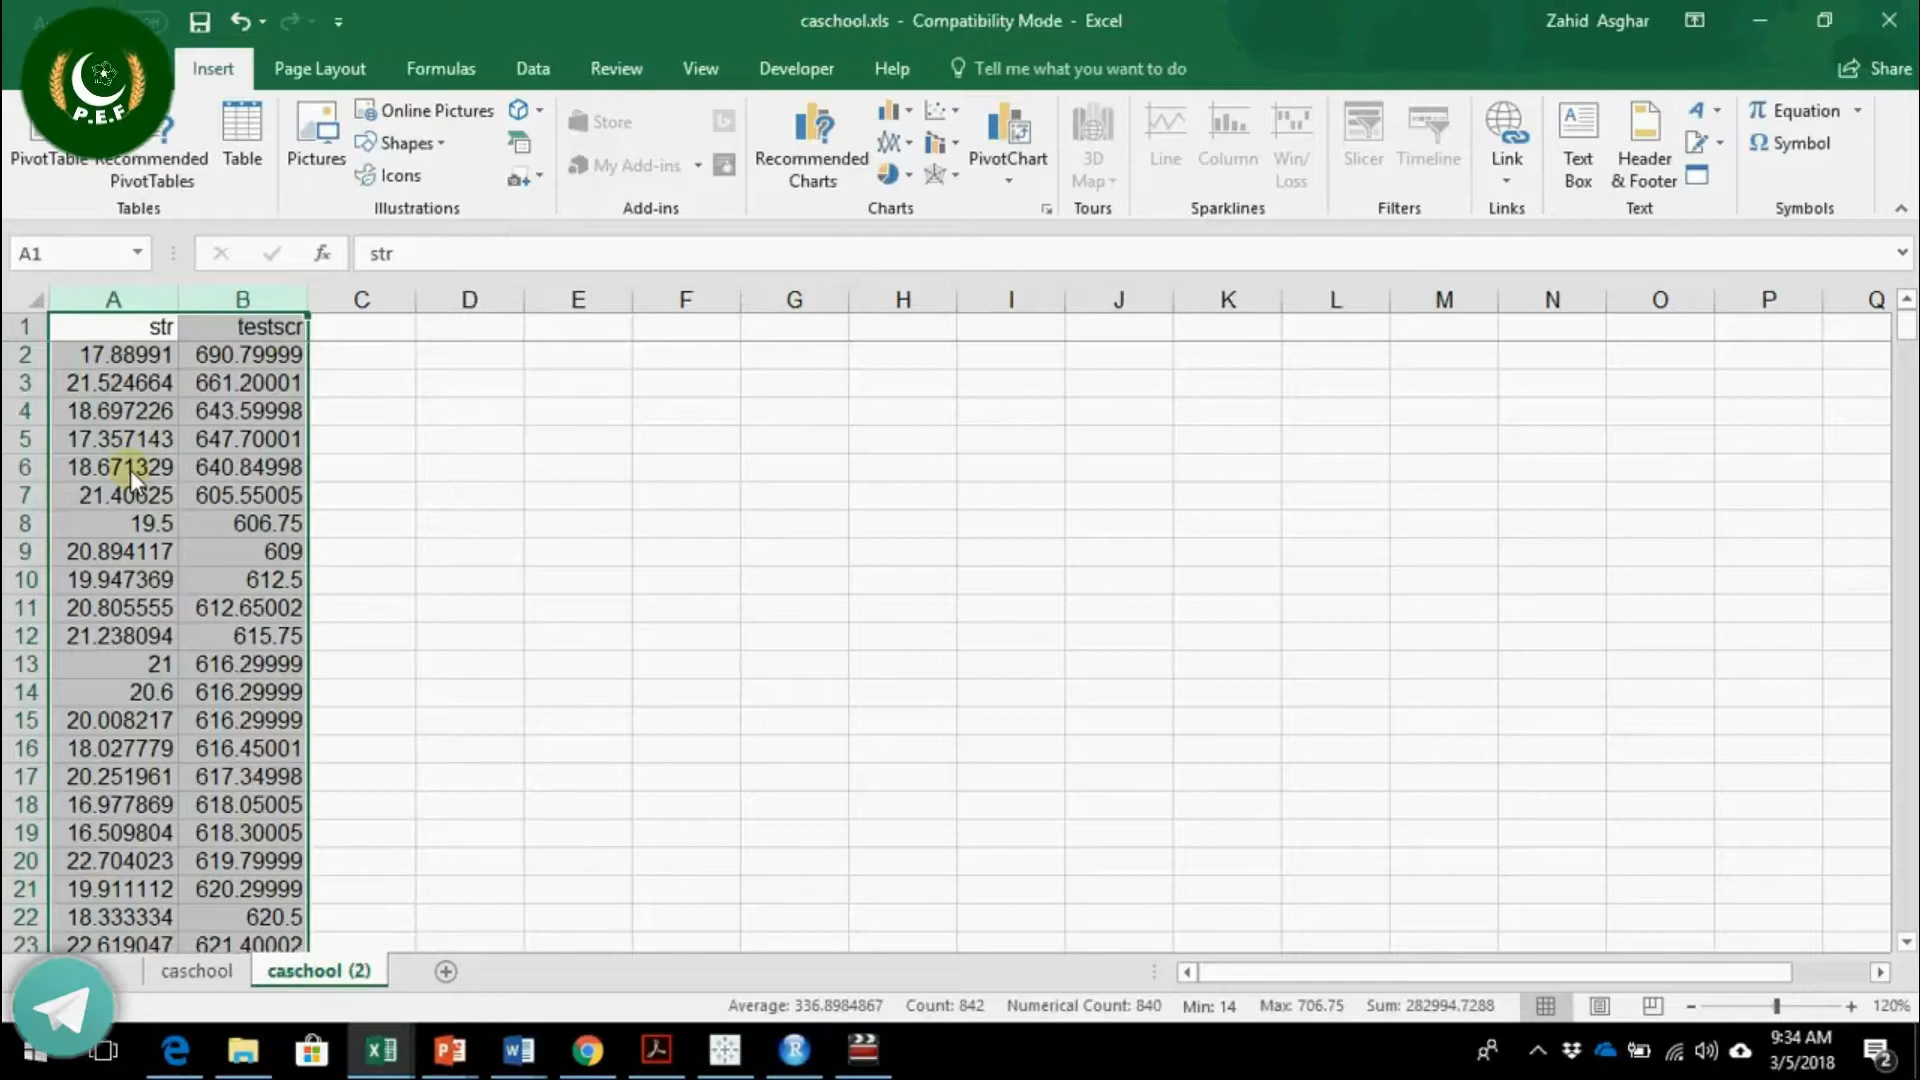 caschool.xls - Compatibility Mode - Excel
Zahid Asghar
P.E.F
Insert
Page Layout
Formulas
Data
Review
View
Developer
Help
Tell me what you want to do
Share
PivotTable
Recommended
PivotTables
Table
Pictures
Online Pictures
Shapes
Icons
Store
My Add-ins
Recommended
Charts
PivotChart
3D
Map
Line
Column
Win/
Loss
Slicer
Timeline
Link
Text
Box
Header
& Footer
Equation
Symbol
Tables
Illustrations
Add-ins
Charts
Tours
Sparklines
Filters
Links
Text
Symbols
A1
fx
str
A B C D E F G H I J K L M N O P Q
1 str testscr
2 17.88991 690.79999
3 21.524664 661.20001
4 18.697226 643.59998
5 17.357143 647.70001
6 18.671329 640.84998
7 21.40625 605.55005
8 19.5 606.75
9 20.894117 609
10 19.947369 612.5
11 20.805555 612.65002
12 21.238094 615.75
13 21 616.29999
14 20.6 616.29999
15 20.008217 616.29999
16 18.027779 616.45001
17 20.251961 617.34998
18 16.977869 618.05005
19 16.509804 618.30005
20 22.704023 619.79999
21 19.911112 620.29999
22 18.333334 620.5
23 22.619047 621.40002
caschool
caschool (2)
Average: 336.8984867 Count: 842 Numerical Count: 840 Min: 14 Max: 706.75 Sum: 282994.7288
120%
9:34 AM
3/5/2018
2